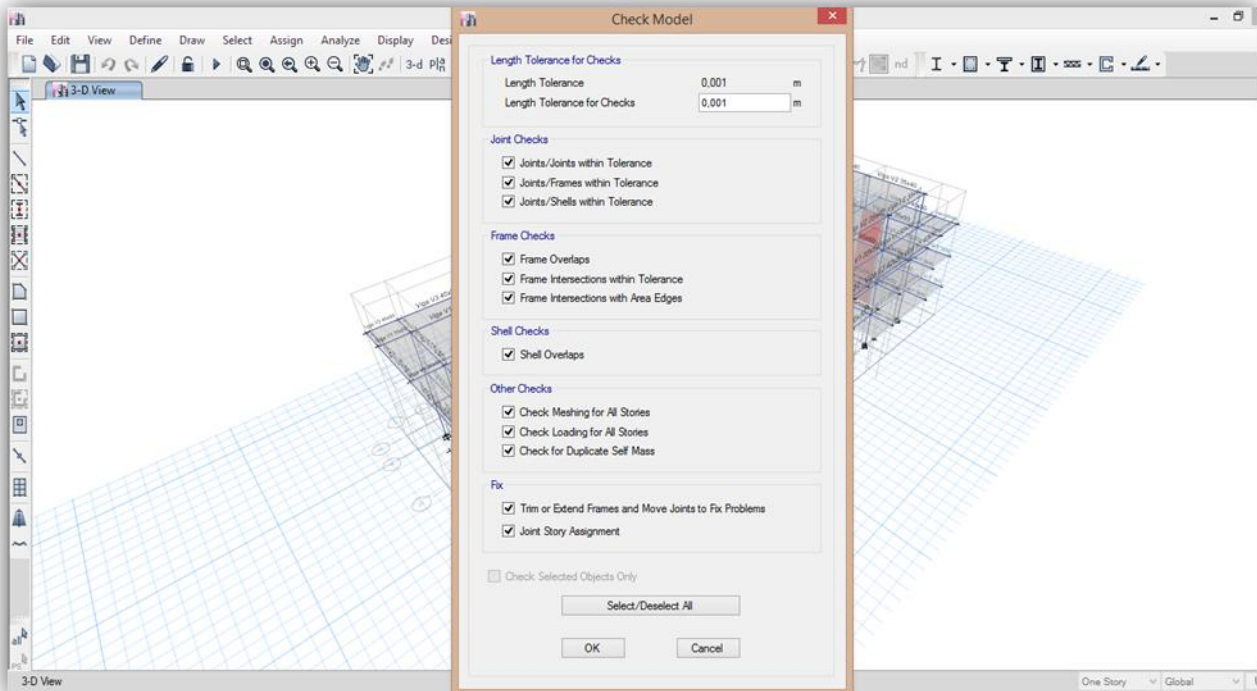 Check Model
File Edit View Define Draw Select Assign Analyze Display Desi
3-d
nd
3-D View
Length Tolerance for Checks
Length Tolerance 0,001 m
Length Tolerance for Checks 0,001 m
Joint Checks
Joints/Joints within Tolerance
Joints/Frames within Tolerance
Joints/Shells within Tolerance
Frame Checks
Frame Overlaps
Frame Intersections within Tolerance
Frame Intersections with Area Edges
Shell Checks
Shell Overlaps
Other Checks
Check Meshing for All Stories
Check Loading for All Stories
Check for Duplicate Self Mass
Fix
Trim or Extend Frames and Move Joints to Fix Problems
Joint Story Assignment
Check Selected Objects Only
Select/Deselect All
OK Cancel
all
3-D View One Story Global